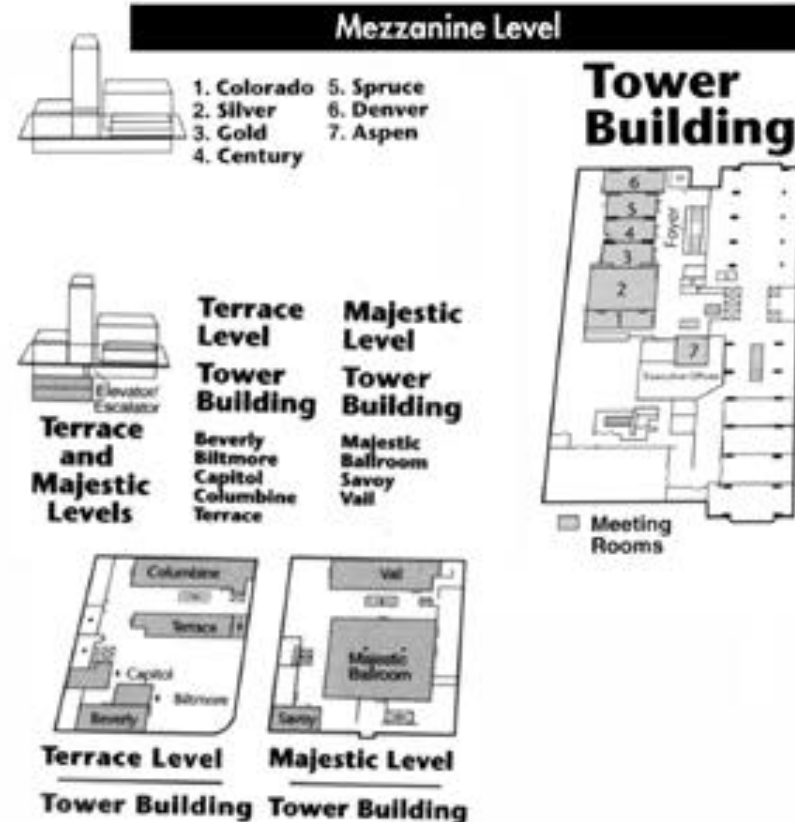 Mezzanine Level
1. Colorado 5. Spruce
2. Silver 6. Denver
3. Gold 7. Aspen
4. Century
Tower
Building
6
5
4
3
2
1
Foyer
7
Executive Offices
Meeting
Rooms
Elevator/
Escalator
Terrace
and
Majestic
Levels
Terrace
Level
Tower
Building
Beverly
Biltmore
Capitol
Columbine
Terrace
Majestic
Level
Tower
Building
Majestic
Ballroom
Savoy
Vail
Columbine
Terrace
Capitol
Biltmore
Beverly
Terrace Level
Tower Building
Vail
Majestic
Ballroom
Savoy
Majestic Level
Tower Building